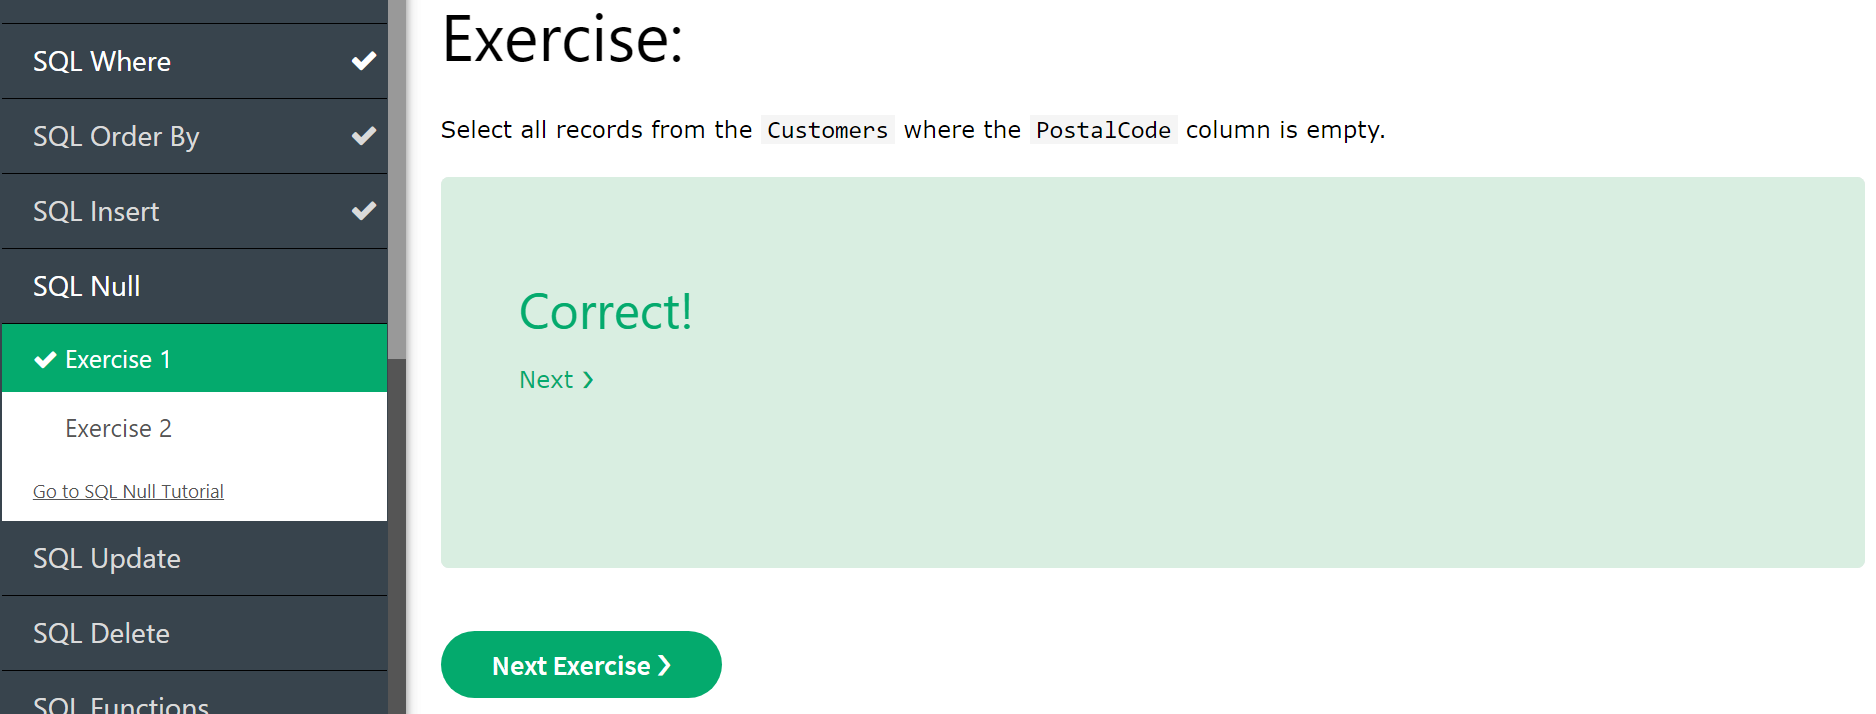 SQL Where
SQL Order By
SQL Insert
SQL Null
Exercise 1
Exercise 2
Go to SQL Null Tutorial
SQL Update
SQL Delete
SQL Functions
Exercise:
Select all records from the Customers where the PostalCode column is empty.
Correct!
Next ❯
Next Exercise ❯